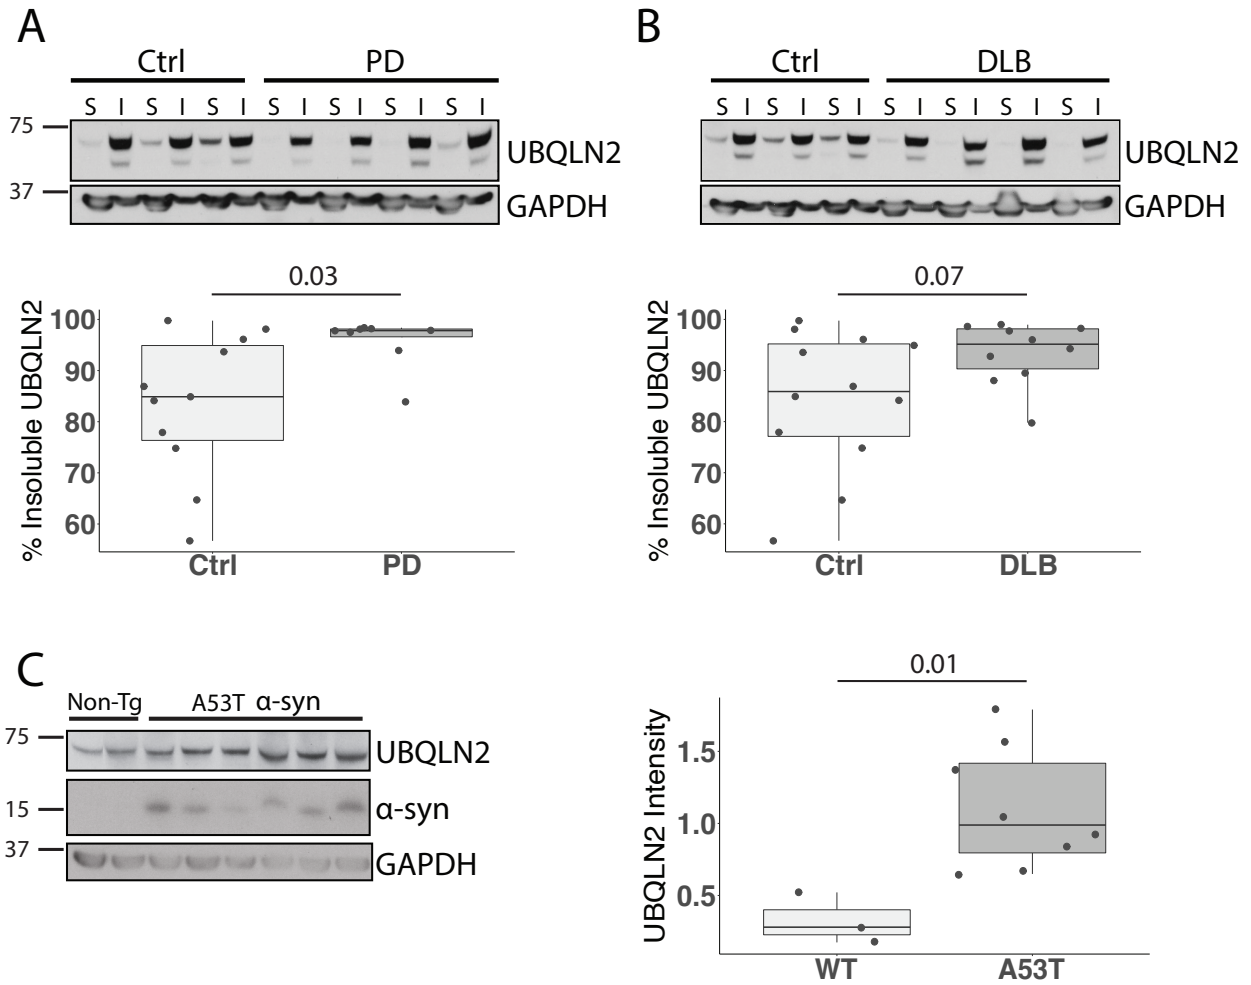 A
Ctrl PD
S I S I S I S I S I S I S I
75
UBQLN2
37
GAPDH
0.03
% Insoluble UBQLN2
100
90
80
70
60
Ctrl PD
B
Ctrl DLB
S I S I S I S I S I S I S I
UBQLN2
GAPDH
0.07
% Insoluble UBQLN2
100
90
80
70
60
Ctrl DLB
C
Non-Tg A53T α-syn
75
UBQLN2
15
α-syn
37
GAPDH
0.01
UBQLN2 Intensity
1.5
1.0
0.5
WT A53T